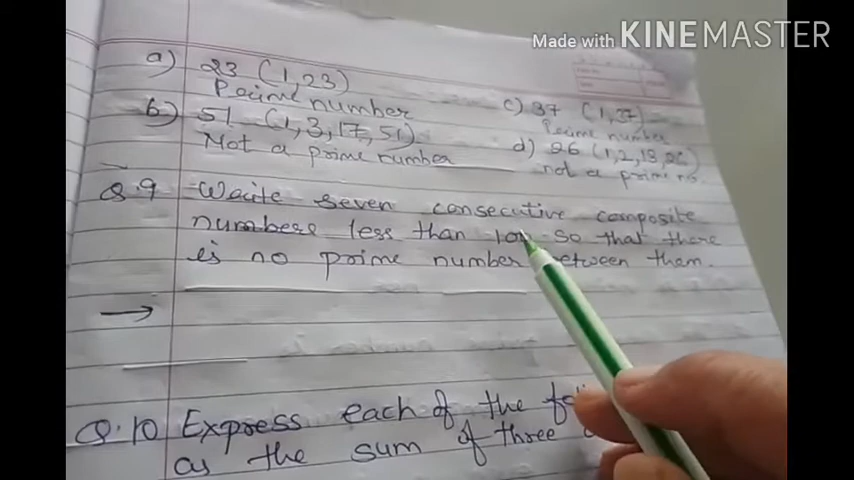 Made with KINEMASTER
a) 23 (1,23)
Prime number
b) 51 (1,3,17,51)
Not a prime number
c) 37 (1,37)
Prime number
d) 26 (1,2,13,26)
not a prime no.
Q.9 Write seven consecutive composite
numbers less than 100 so that there
is no prime number between them.
→
Q.10 Express each of the
as the sum of three